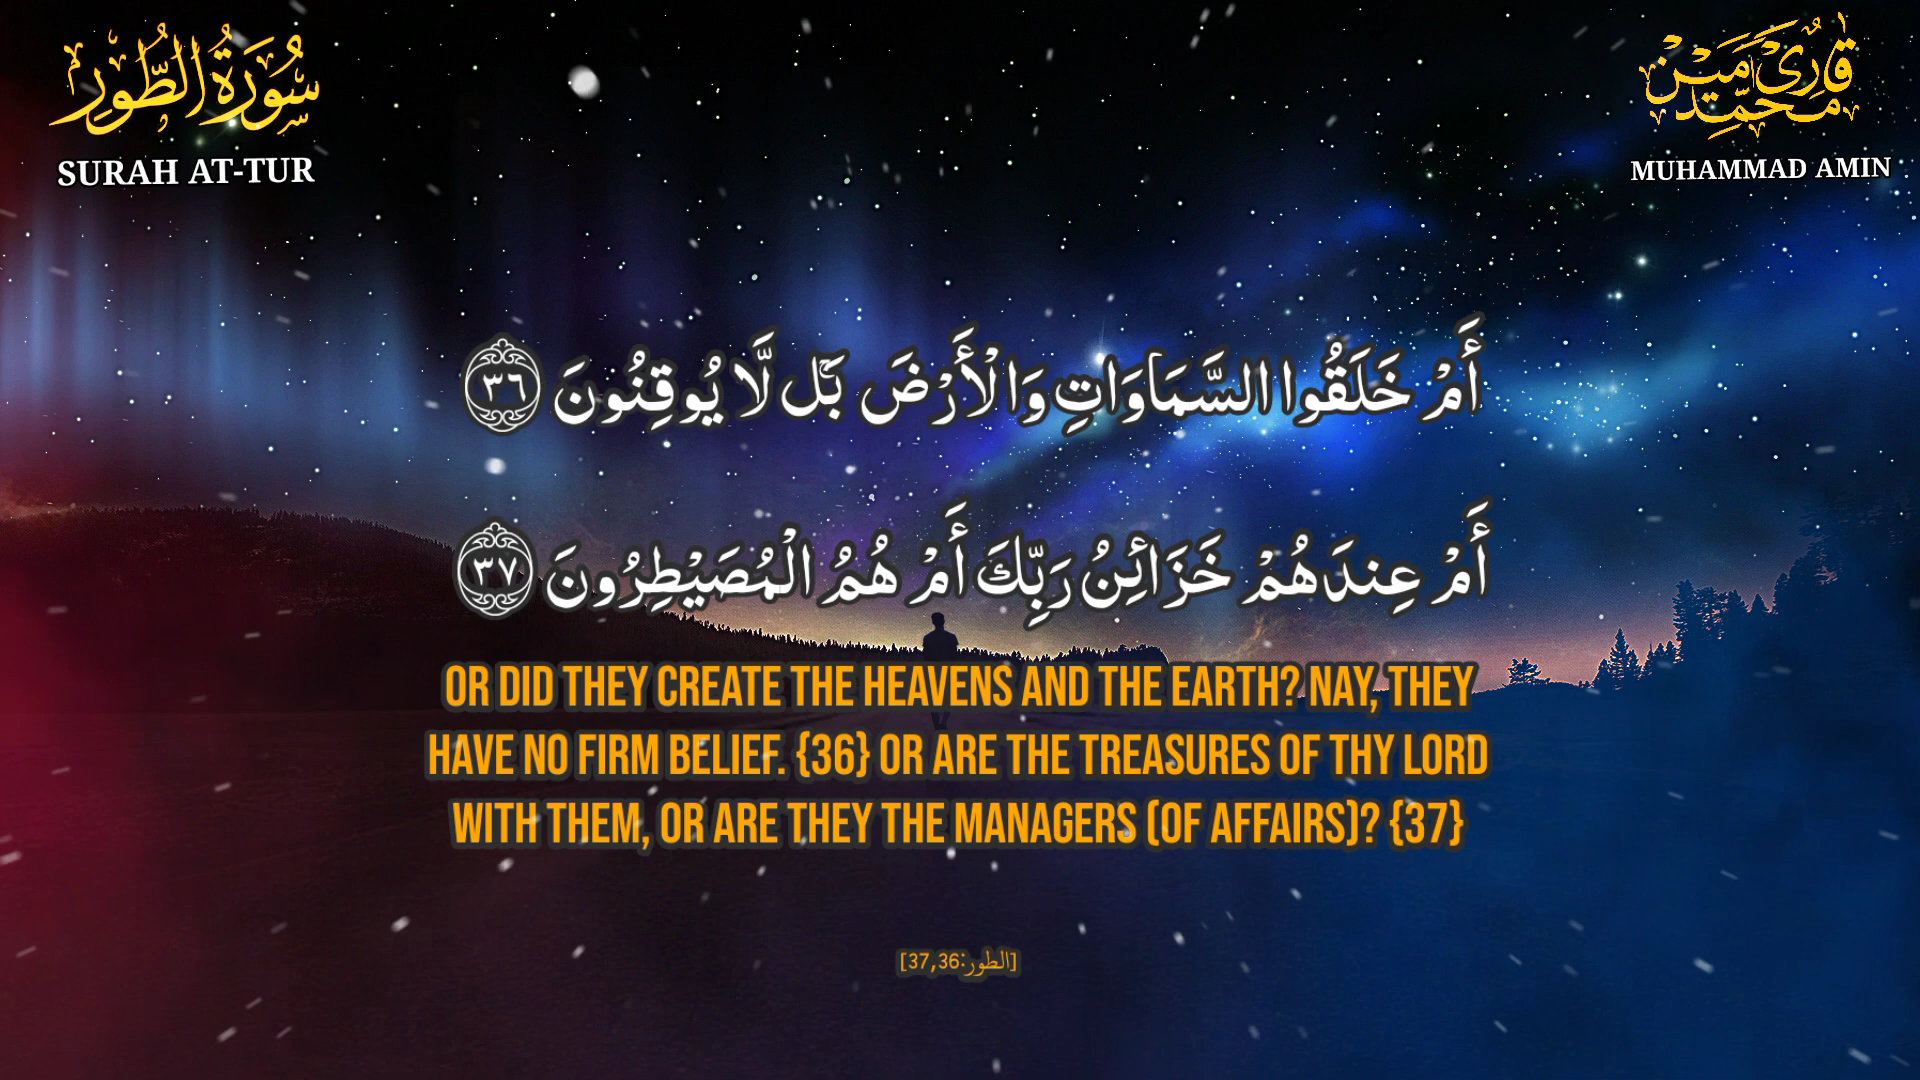 سُورَةُ الطُّورِ
SURAH AT-TUR
قَارِئ مُحَمَّد أَمِين
MUHAMMAD AMIN
أَمْ خَلَقُوا السَّمَاوَاتِ وَالْأَرْضَ بَل لَّا يُوقِنُونَ ٣٦
أَمْ عِندَهُمْ خَزَائِنُ رَبِّكَ أَمْ هُمُ الْمُصَيْطِرُونَ ٣٧
OR DID THEY CREATE THE HEAVENS AND THE EARTH? NAY, THEY
HAVE NO FIRM BELIEF. {36} OR ARE THE TREASURES OF THY LORD
WITH THEM, OR ARE THEY THE MANAGERS (OF AFFAIRS)? {37}
[الطور:37,36]